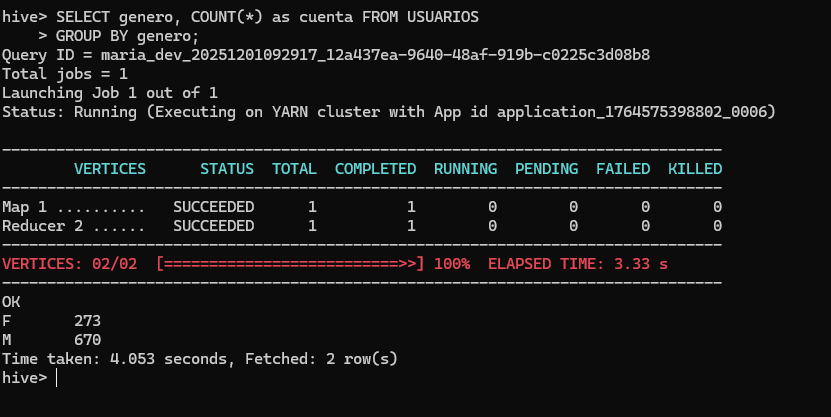 hive> SELECT genero, COUNT(*) as cuenta FROM USUARIOS
    > GROUP BY genero;
Query ID = maria_dev_20251201092917_12a437ea-9640-48af-919b-c0225c3d08b8
Total jobs = 1
Launching Job 1 out of 1
Status: Running (Executing on YARN cluster with App id application_1764575398802_0006)
--------------------------------------------------------------------------------
        VERTICES      STATUS  TOTAL  COMPLETED  RUNNING  PENDING  FAILED  KILLED
--------------------------------------------------------------------------------
Map 1 ..........   SUCCEEDED      1          1        0        0       0       0
Reducer 2 ......   SUCCEEDED      1          1        0        0       0       0
--------------------------------------------------------------------------------
VERTICES: 02/02  [==========================>>] 100%  ELAPSED TIME: 3.33 s
--------------------------------------------------------------------------------
OK
F       273
M       670
Time taken: 4.053 seconds, Fetched: 2 row(s)
hive>